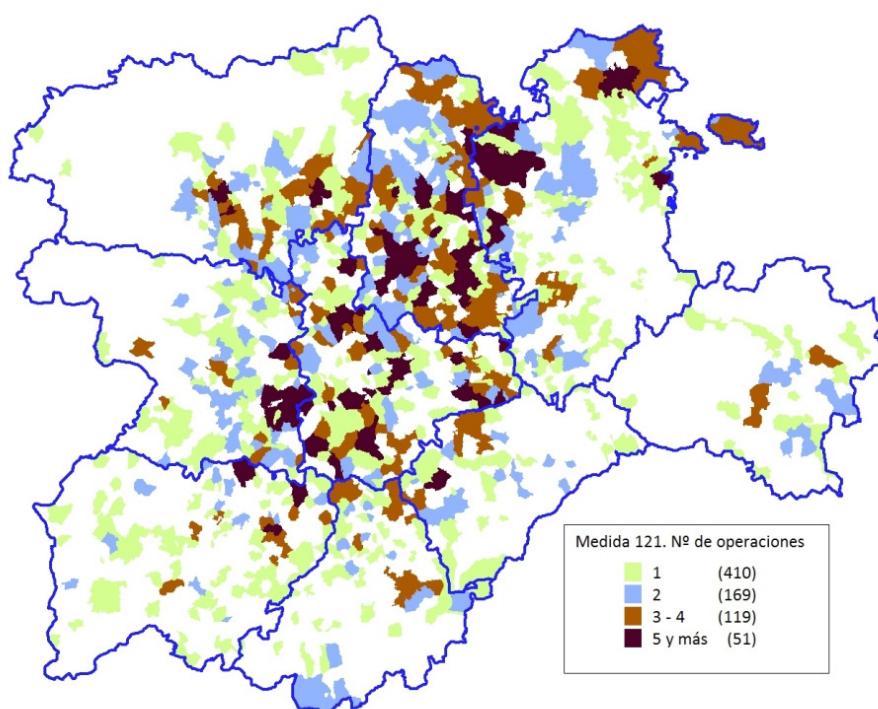 Medida 121. Nº de operaciones
1 (410)
2 (169)
3 - 4 (119)
5 y más (51)